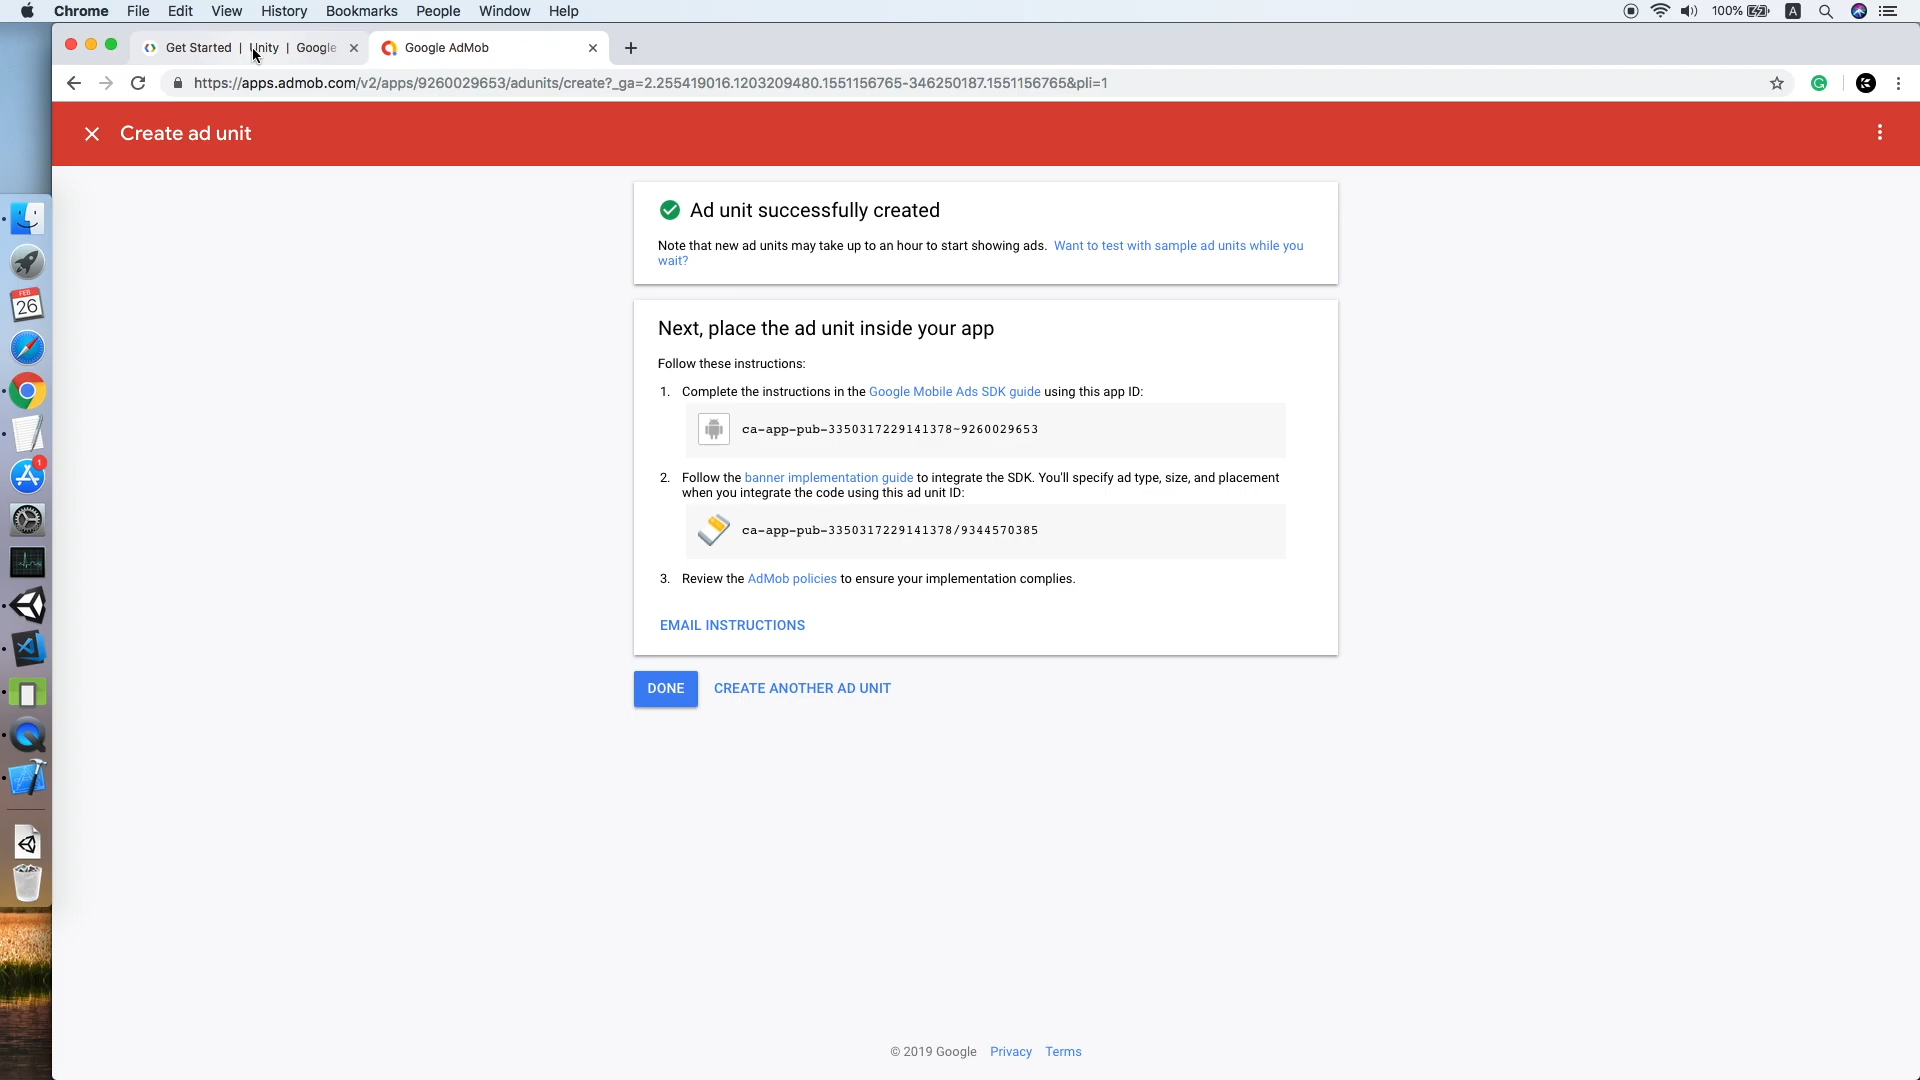 Chrome File Edit View History Bookmarks People Window Help 100% A
Get Started | Unity | Google
Google AdMob
https://apps.admob.com/v2/apps/9260029653/adunits/create?_ga=2.255419016.1203209480.1551156765-346250187.1551156765&pli=1
Create ad unit
Ad unit successfully created
Note that new ad units may take up to an hour to start showing ads. Want to test with sample ad units while you
wait?
Next, place the ad unit inside your app
Follow these instructions:
1. Complete the instructions in the Google Mobile Ads SDK guide using this app ID:
ca-app-pub-3350317229141378~9260029653
2. Follow the banner implementation guide to integrate the SDK. You'll specify ad type, size, and placement
when you integrate the code using this ad unit ID:
ca-app-pub-3350317229141378/9344570385
3. Review the AdMob policies to ensure your implementation complies.
EMAIL INSTRUCTIONS
DONE CREATE ANOTHER AD UNIT
FEB
26
1
© 2019 Google Privacy Terms